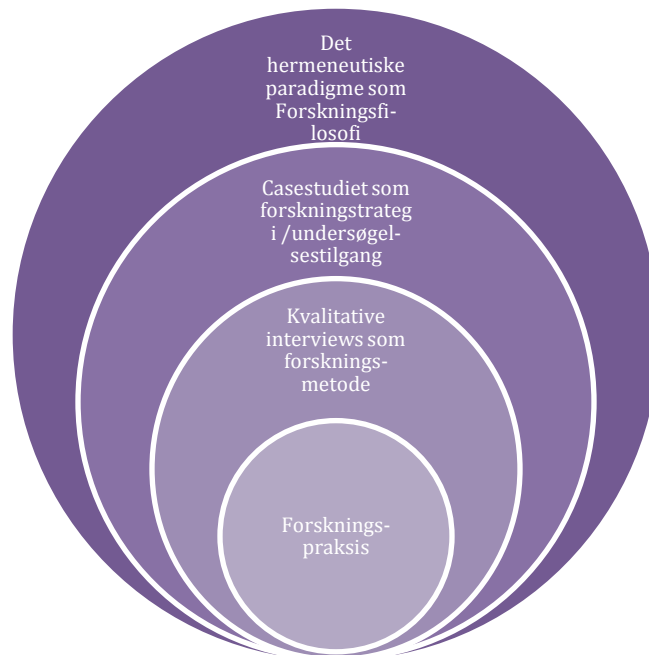 Det
hermeneutiske
paradigme som
Forskningsfi-
losofi
Casestudiet som
forskningstrateg
i /undersøgel-
sestilgang
Kvalitative
interviews som
forsknings-
metode
Forsknings-
praksis